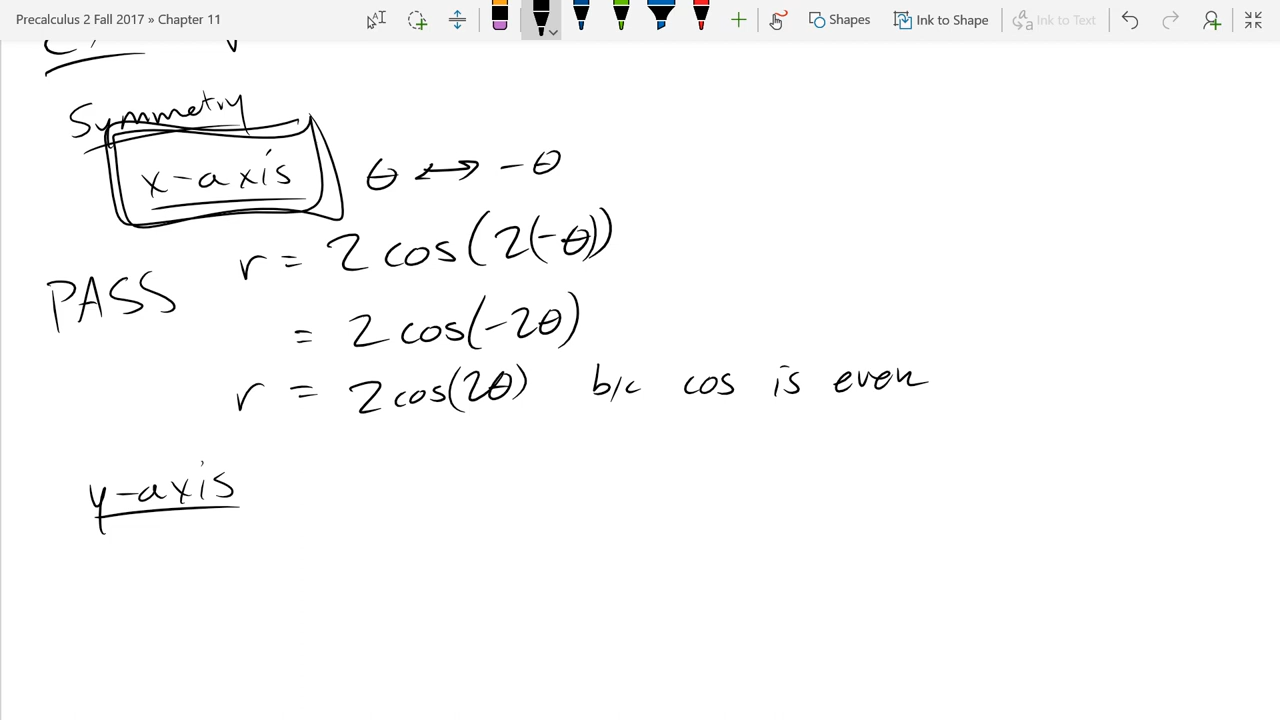 Precalculus 2 Fall 2017 » Chapter 11
Shapes
Ink to Shape
Ink to Text
Symmetry
x-axis θ ↔ -θ
r = 2 cos(2(-θ))
PASS
= 2 cos(-2θ)
r = 2 cos(2θ) b/c cos is even
y-axis